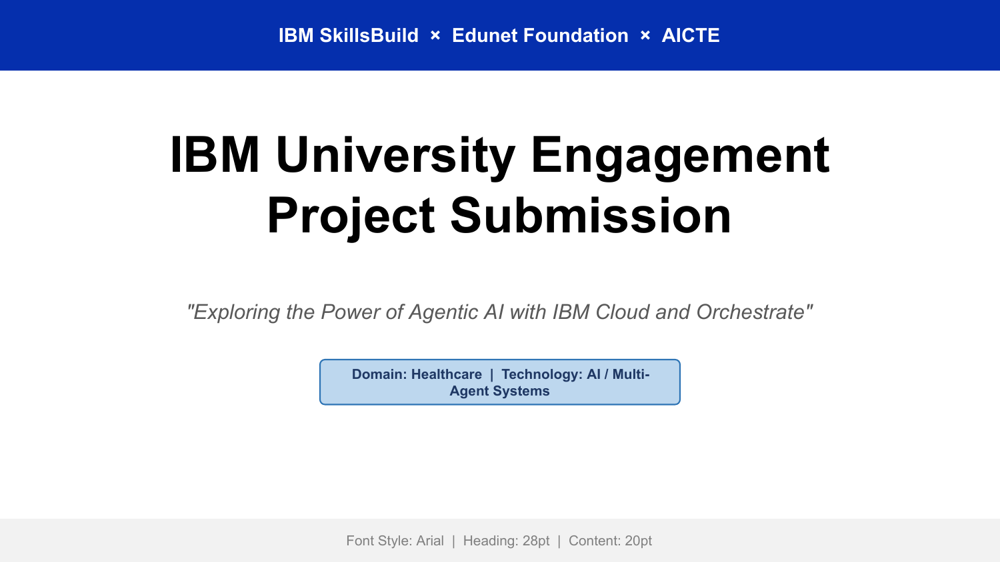 IBM SkillsBuild × Edunet Foundation × AICTE
IBM University Engagement
Project Submission
"Exploring the Power of Agentic AI with IBM Cloud and Orchestrate"
Domain: Healthcare | Technology: AI / Multi-
Agent Systems
Font Style: Arial | Heading: 28pt | Content: 20pt